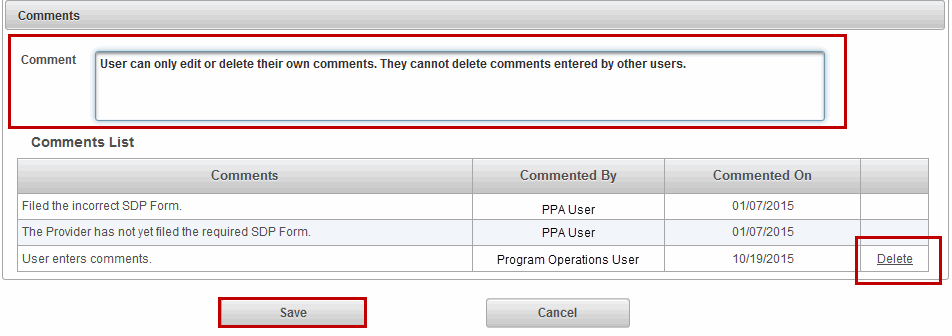 Comments
Comment
User can only edit or delete their own comments. They cannot delete comments entered by other users.
Comments List
Comments Commented By Commented On
Filed the incorrect SDP Form. PPA User 01/07/2015
The Provider has not yet filed the required SDP Form. PPA User 01/07/2015
User enters comments. Program Operations User 10/19/2015 Delete
Save Cancel